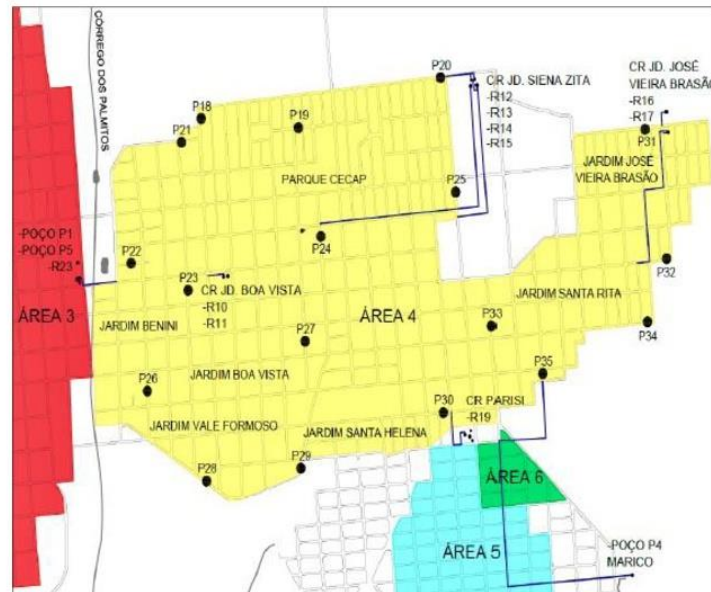 CÓRREGO DOS PALMITOS
P20
CR JD. SIENA ZITA
-R12
-R13
-R14
-R15
CR JD. JOSÉ
VIEIRA BRASÃO
-R16
-R17
P31
P18
P19
P21
JARDIM JOSÉ
VIEIRA BRASÃO
PARQUE CECAP
P25
-POÇO P1
-POÇO P5
-R23
P22
P24
P32
P23
CR JD. BOA VISTA
-R10
-R11
JARDIM SANTA RITA
ÁREA 3
JARDIM BENINI
P27
ÁREA 4
P33
P34
JARDIM BOA VISTA
P35
P26
P30
CR PARISI
-R19
JARDIM VALE FORMOSO
JARDIM SANTA HELENA
P28
P29
ÁREA 6
ÁREA 5
-POÇO P4
MARICO